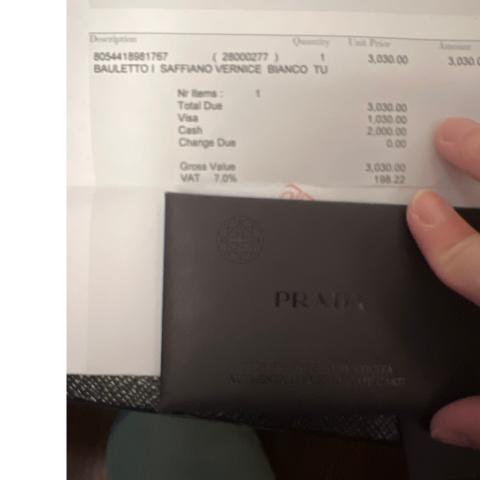 Description Quantity Unit Price Amount
8054418981767 ( 28000277 ) 1 3,030.00 3,030.0
BAULETTO I SAFFIANO VERNICE BIANCO TU
Nr Items : 1
Total Due 3,030.00
Visa 1,030.00
Cash 2,000.00
Change Due 0.00
Gross Value 3,030.00
VAT 7.0% 198.22
PRADA